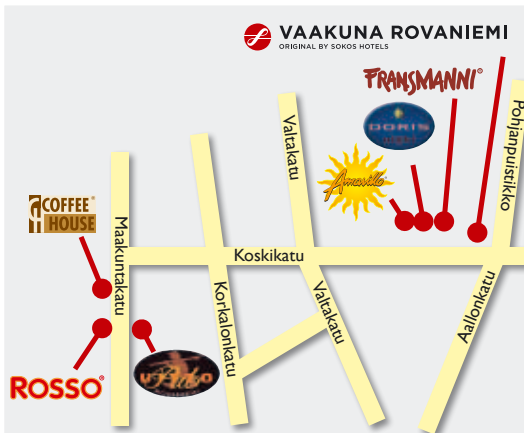 VAAKUNA ROVANIEMI
ORIGINAL BY SOKOS HOTELS
FRANSMANNI®
DORIS
Amarillo
Pohjanpuistikko
Valtakatu
COFFEE®
HOUSE
Maakuntakatu
Koskikatu
Korkalonkatu
Valtakatu
Aallonkatu
ROSSO®